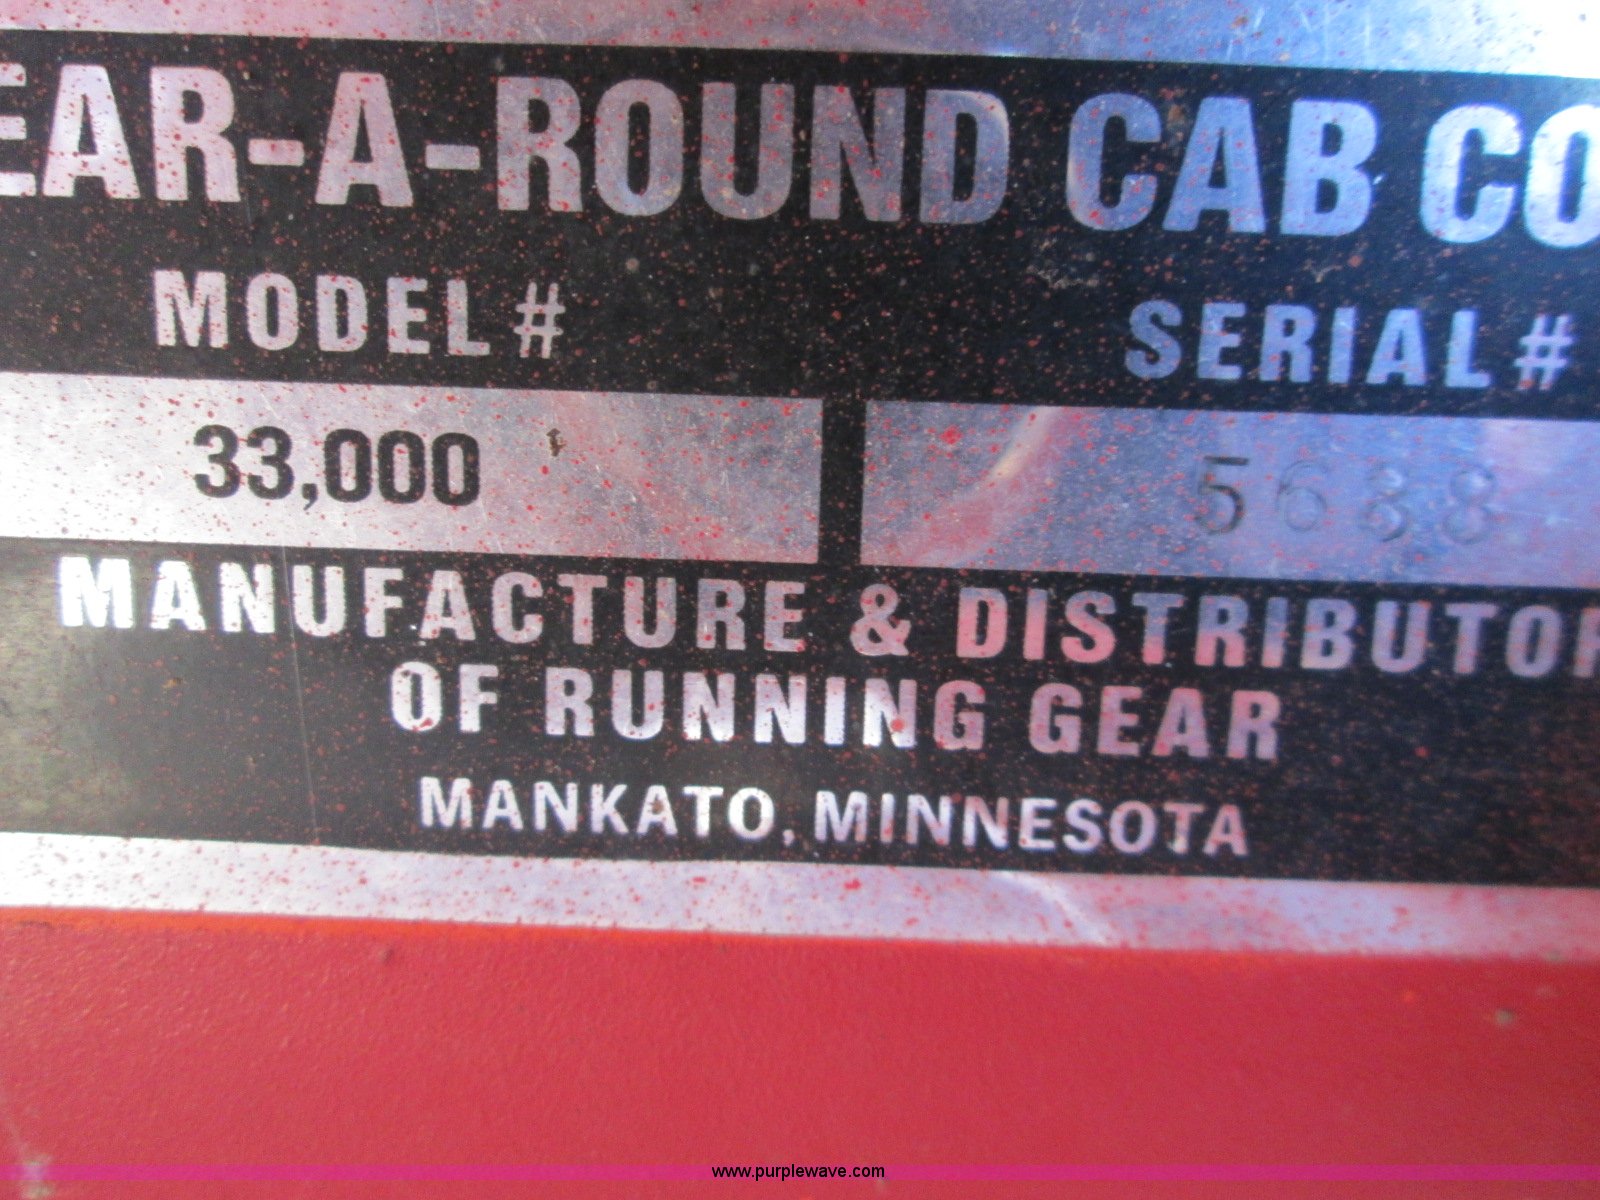 EAR-A-ROUND CAB CO
MODEL # SERIAL #
33,000 5688
MANUFACTURE & DISTRIBUTOR
OF RUNNING GEAR
MANKATO, MINNESOTA
www.purplewave.com